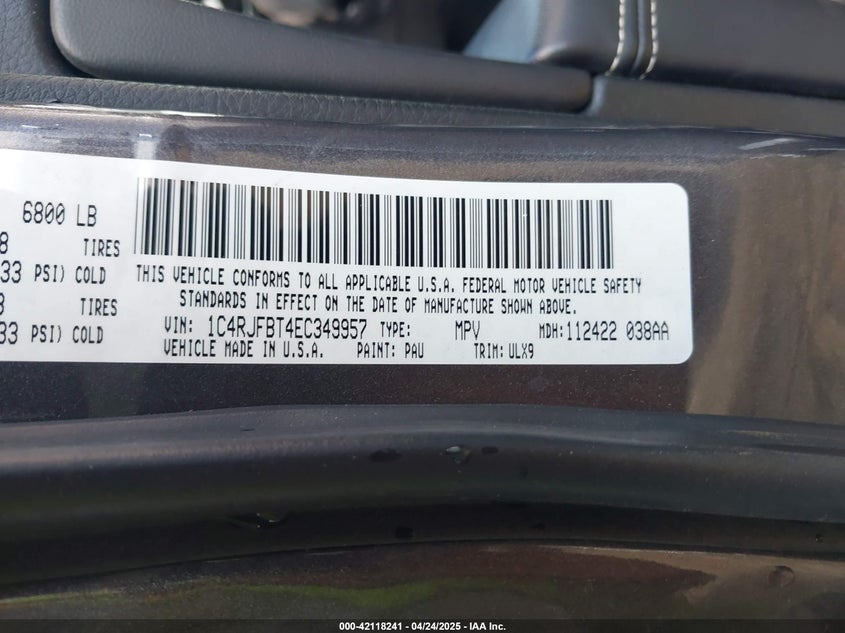 6800 LB
8 TIRES
33 PSI) COLD
THIS VEHICLE CONFORMS TO ALL APPLICABLE U.S.A. FEDERAL MOTOR VEHICLE SAFETY
STANDARDS IN EFFECT ON THE DATE OF MANUFACTURE SHOWN ABOVE.
8 TIRES
33 PSI) COLD
VIN: 1C4RJFBT4EC349957 TYPE: MPV MDH:112422 038AA
VEHICLE MADE IN U.S.A. PAINT: PAU TRIM: ULX9
000-42118241 - 04/24/2025 - IAA Inc.